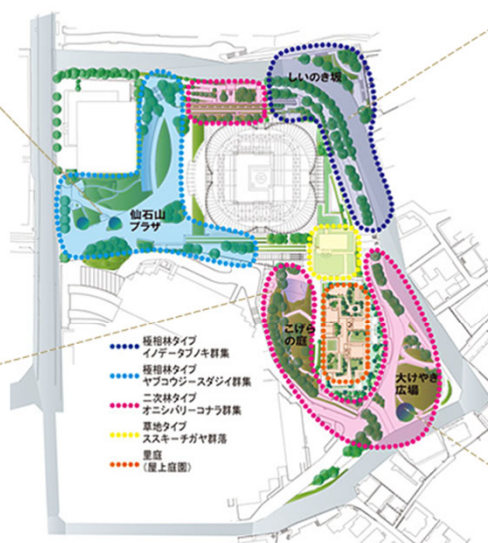 しいのき坂
仙石山
プラザ
こげら
の庭
大けやき
広場
極相林タイプ
イノデータブノキ群集
極相林タイプ
ヤブコウジースダジイ群集
二次林タイプ
オニシバリーコナラ群集
草地タイプ
ススキーチガヤ群落
里庭
(屋上庭園)